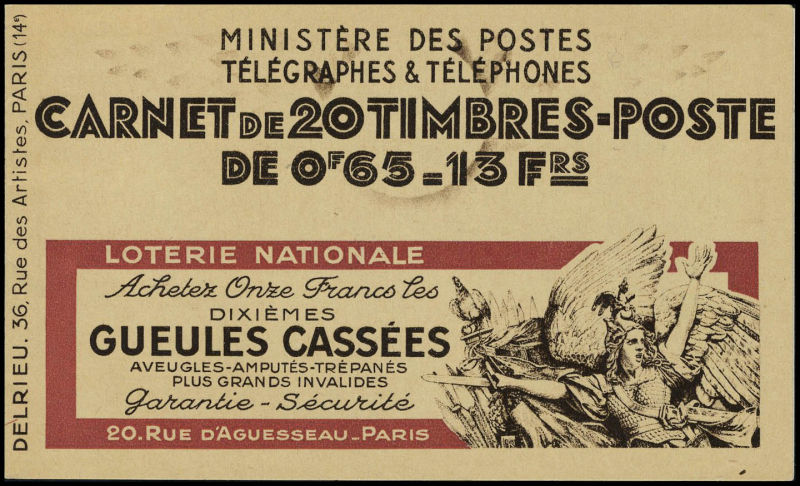 MINISTÈRE DES POSTES
TÉLÉGRAPHES & TÉLÉPHONES
CARNET DE 20 TIMBRES-POSTE
DE 0F65=13 FRS
LOTERIE NATIONALE
Achetez Onze Francs les
DIXIÈMES
GUEULES CASSÉES
AVEUGLES-AMPUTÉS-TRÉPANÉS
PLUS GRANDS INVALIDES
Garantie - Sécurité
20. RUE D'AGUESSEAU_PARIS
DELRIEU. 36, Rue des Artistes, PARIS (14e)